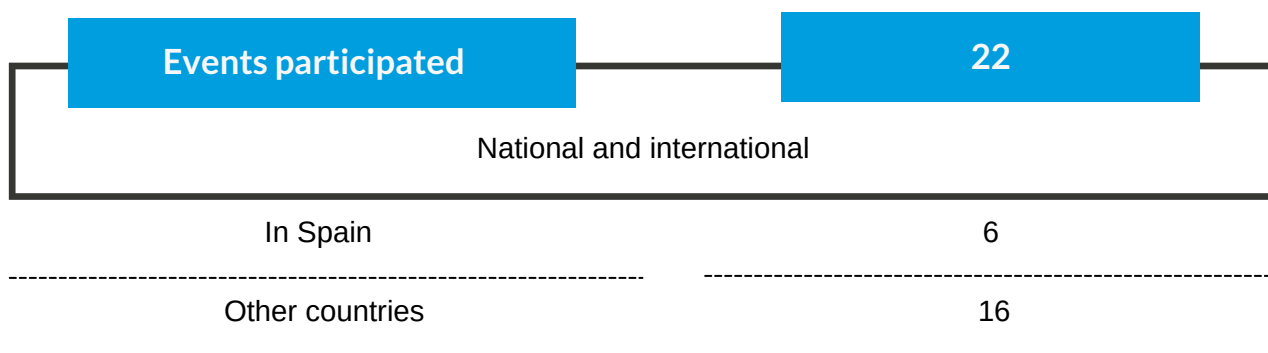 Events participated 22
National and international
In Spain 6
Other countries 16